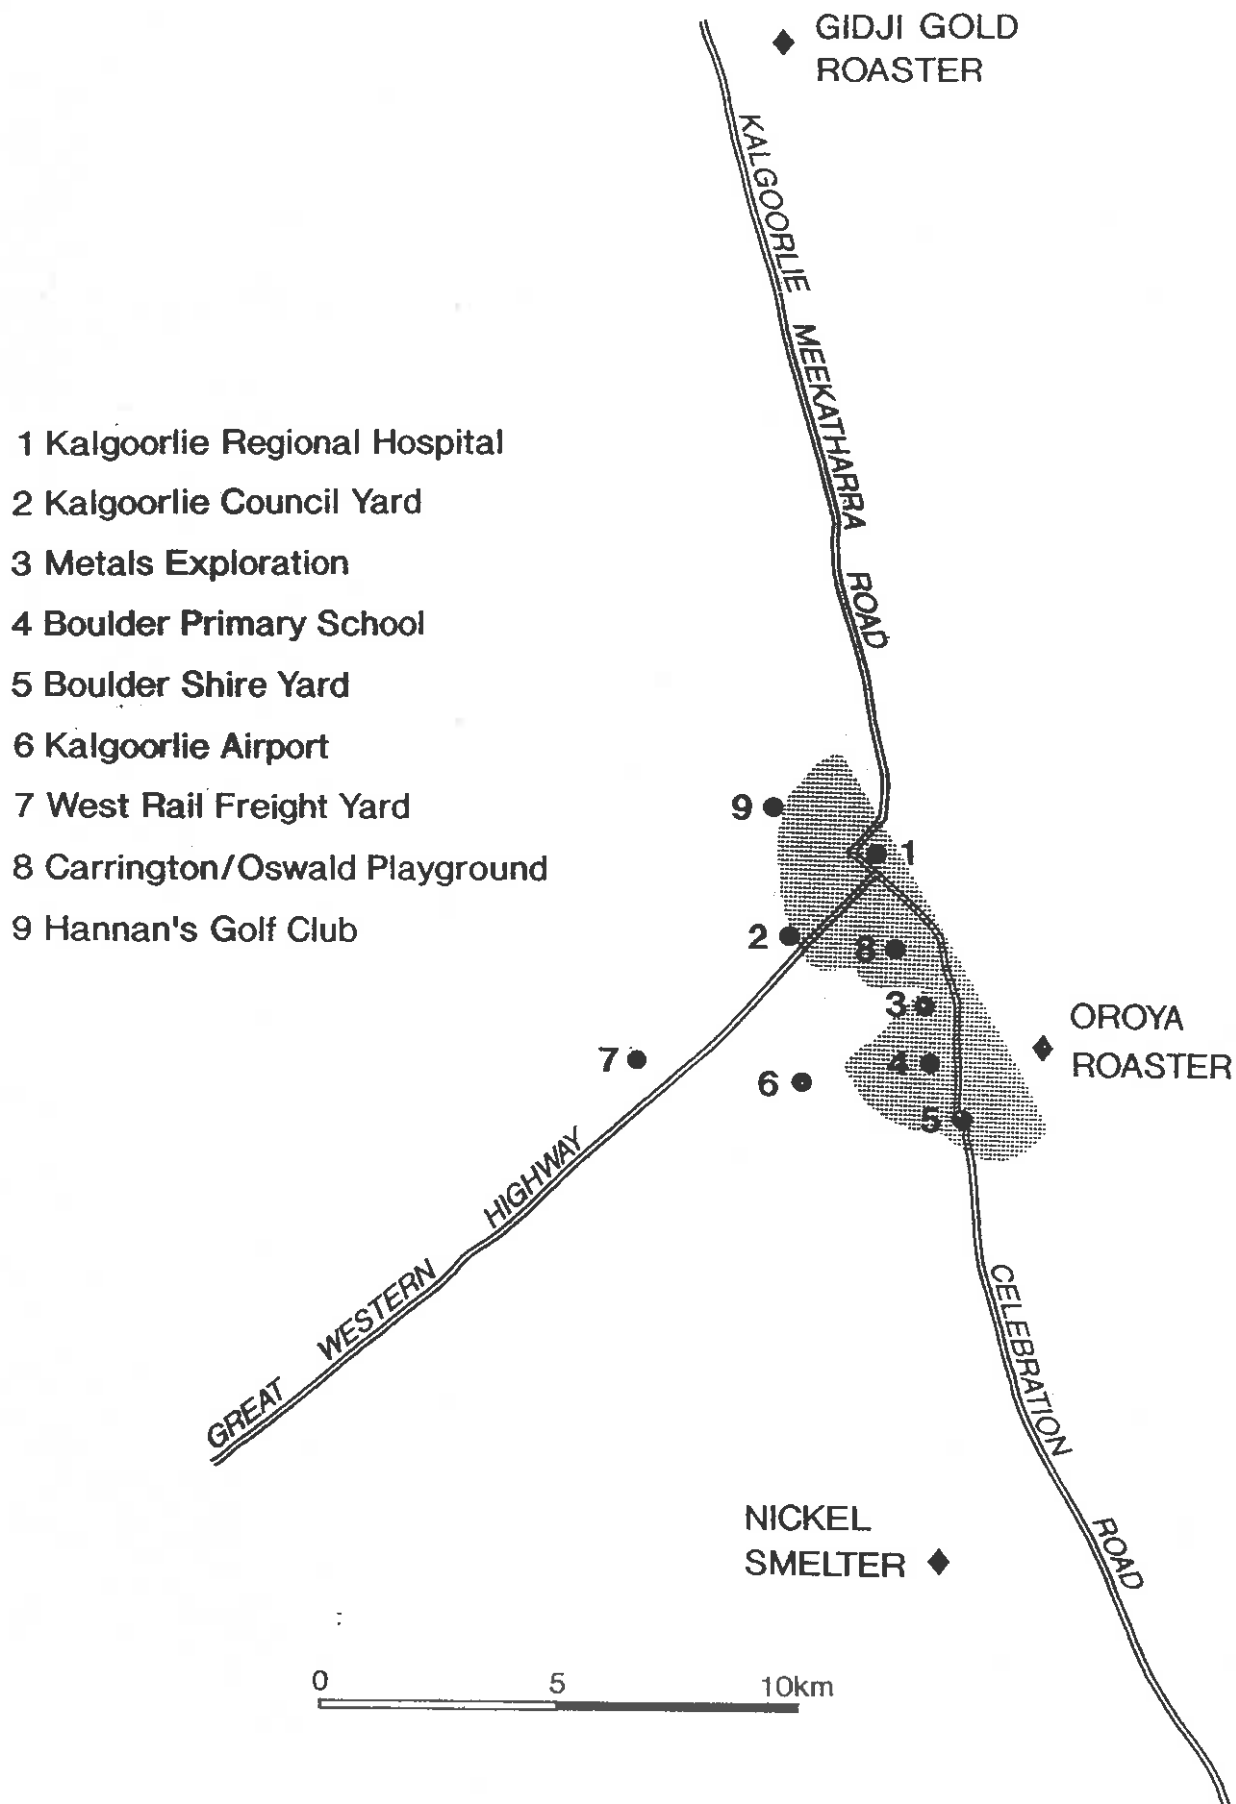 GIDJI GOLD
ROASTER
KALGOORLIE MEEKATHARRA ROAD
1 Kalgoorlie Regional Hospital
2 Kalgoorlie Council Yard
3 Metals Exploration
4 Boulder Primary School
5 Boulder Shire Yard
6 Kalgoorlie Airport
7 West Rail Freight Yard
8 Carrington/Oswald Playground
9 Hannan's Golf Club
9
1
2
8
3
OROYA
ROASTER
7
6
4
5
GREAT WESTERN HIGHWAY
CELEBRATION ROAD
NICKEL
SMELTER
0 5 10km